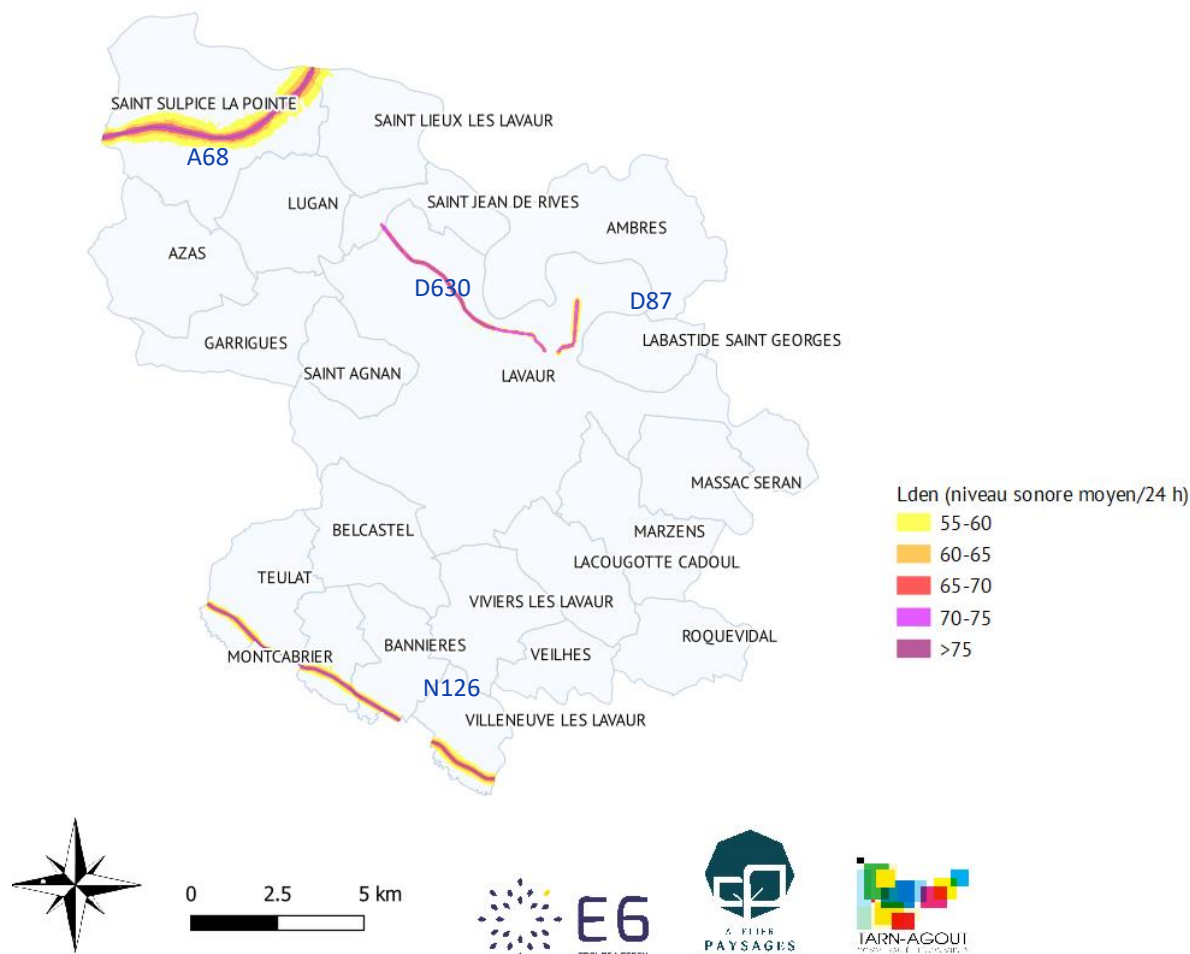 SAINT SULPICE LA POINTE
SAINT LIEUX LES LAVAUR
A68
LUGAN
SAINT JEAN DE RIVES
AMBRES
AZAS
D630
D87
GARRIGUES
LABASTIDE SAINT GEORGES
SAINT AGNAN
LAVAUR
MASSAC SERAN
Lden (niveau sonore moyen/24 h)
55-60
60-65
65-70
70-75
>75
BELCASTEL
MARZENS
LACOUGOTTE CADOUL
TEULAT
VIVIERS LES LAVAUR
ROQUEVIDAL
BANNIERES
VEILHES
MONTCABRIER
N126
VILLENEUVE LES LAVAUR
0 2.5 5 km
E6
PAYSAGES
TARN-AGOUT